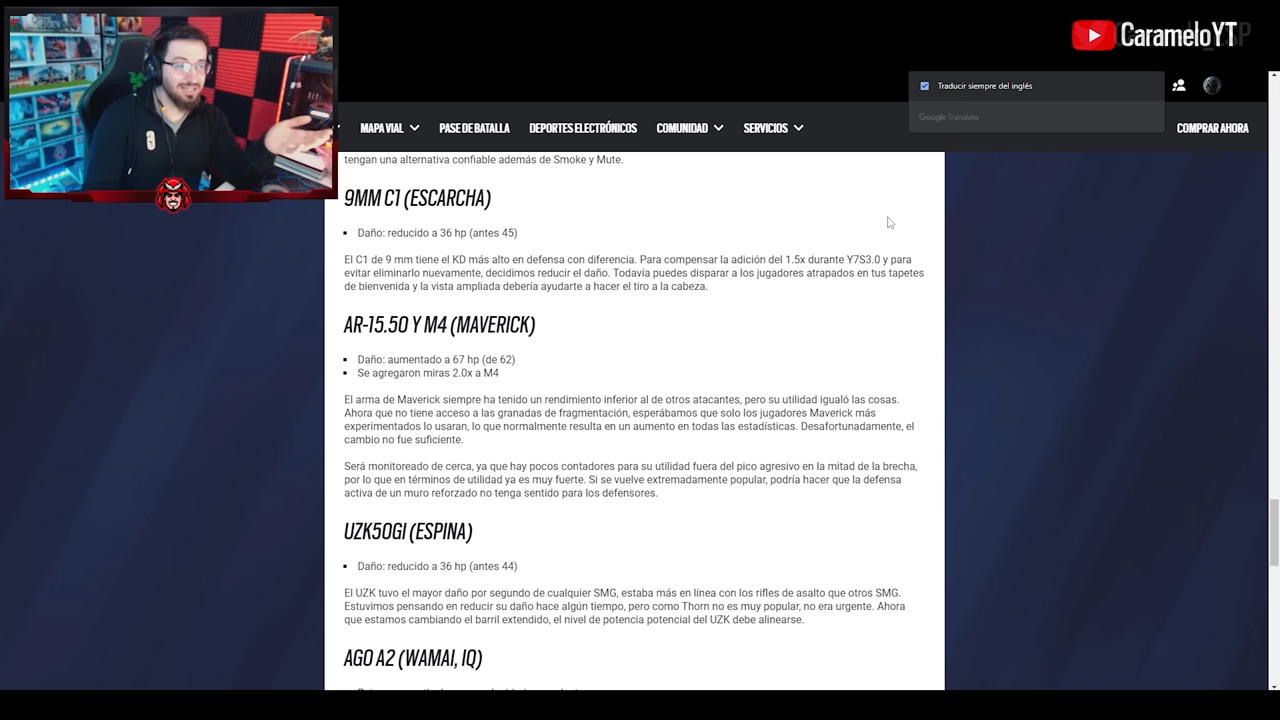 CarameloYT
Traducir siempre del inglés
Google Translate
MAPA VIAL
PASE DE BATALLA
DEPORTES ELECTRÓNICOS
COMUNIDAD
SERVICIOS
COMPRAR AHORA
tengan una alternativa confiable además de Smoke y Mute.
9MM C1 (ESCARCHA)
Daño: reducido a 36 hp (antes 45)
El C1 de 9 mm tiene el KD más alto en defensa con diferencia. Para compensar la adición del 1.5x durante Y7S3.0 y para
evitar eliminarlo nuevamente, decidimos reducir el daño. Todavía puedes disparar a los jugadores atrapados en tus tapetes
de bienvenida y la vista ampliada debería ayudarte a hacer el tiro a la cabeza.
AR-15.50 Y M4 (MAVERICK)
Daño: aumentado a 67 hp (de 62)
Se agregaron miras 2.0x a M4
El arma de Maverick siempre ha tenido un rendimiento inferior al de otros atacantes, pero su utilidad igualó las cosas.
Ahora que no tiene acceso a las granadas de fragmentación, esperábamos que solo los jugadores Maverick más
experimentados lo usaran, lo que normalmente resulta en un aumento en todas las estadísticas. Desafortunadamente, el
cambio no fue suficiente.
Será monitoreado de cerca, ya que hay pocos contadores para su utilidad fuera del pico agresivo en la mitad de la brecha,
por lo que en términos de utilidad ya es muy fuerte. Si se vuelve extremadamente popular, podría hacer que la defensa
activa de un muro reforzado no tenga sentido para los defensores.
UZK50GI (ESPINA)
Daño: reducido a 36 hp (antes 44)
El UZK tuvo el mayor daño por segundo de cualquier SMG, estaba más en línea con los rifles de asalto que otros SMG.
Estuvimos pensando en reducir su daño hace algún tiempo, pero como Thorn no es muy popular, no era urgente. Ahora
que estamos cambiando el barril extendido, el nivel de potencia potencial del UZK debe alinearse.
AGO A2 (WAMAI, IQ)